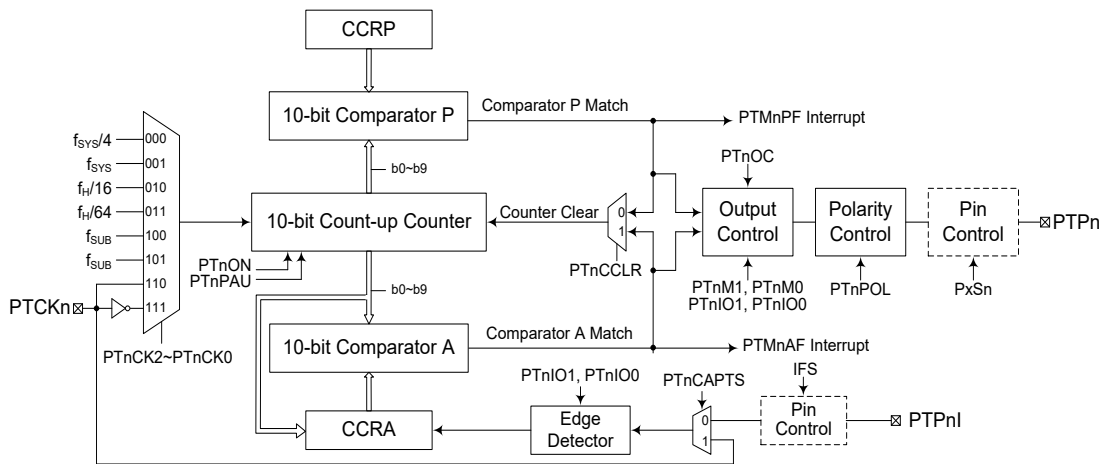 CCRP
10-bit Comparator P
Comparator P Match
PTMnPF Interrupt
fSYS/4
000
fSYS
001
fH/16
010
fH/64
011
fSUB
100
fSUB
101
110
111
PTCKn
PTnCK2~PTnCK0
b0~b9
10-bit Count-up Counter
Counter Clear
0
1
PTnCCLR
PTnON
PTnPAU
b0~b9
PTnOC
Output
Control
PTnM1, PTnM0
PTnIO1, PTnIO0
Polarity
Control
PTnPOL
Pin
Control
PxSn
PTPn
10-bit Comparator A
Comparator A Match
PTMnAF Interrupt
CCRA
PTnIO1, PTnIO0
Edge
Detector
PTnCAPTS
0
1
IFS
Pin
Control
PTPnI